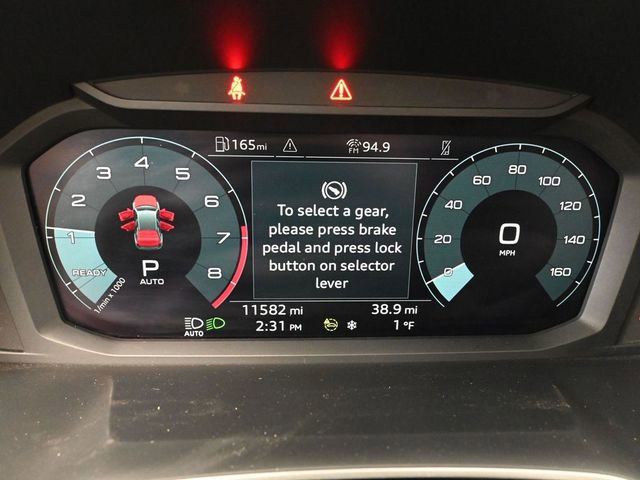 165mi
FM 94.9
To select a gear,
please press brake
pedal and press lock
button on selector
lever
1 2 3 4 5 6 7 8
READY
1/min x 1000
P
AUTO
0 20 40 60 80 100 120 140 160
0
MPH
11582 mi
38.9 mi
AUTO
2:31 PM
1 °F